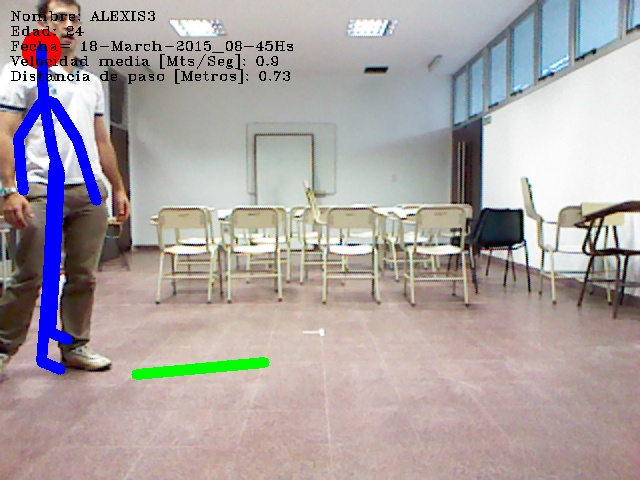 Nombre: ALEXIS3
Edad: 24
Fecha= 18-March-2015_08-45Hs
Velocidad media [Mts/Seg]: 0.9
Distancia de paso [Metros]: 0.73